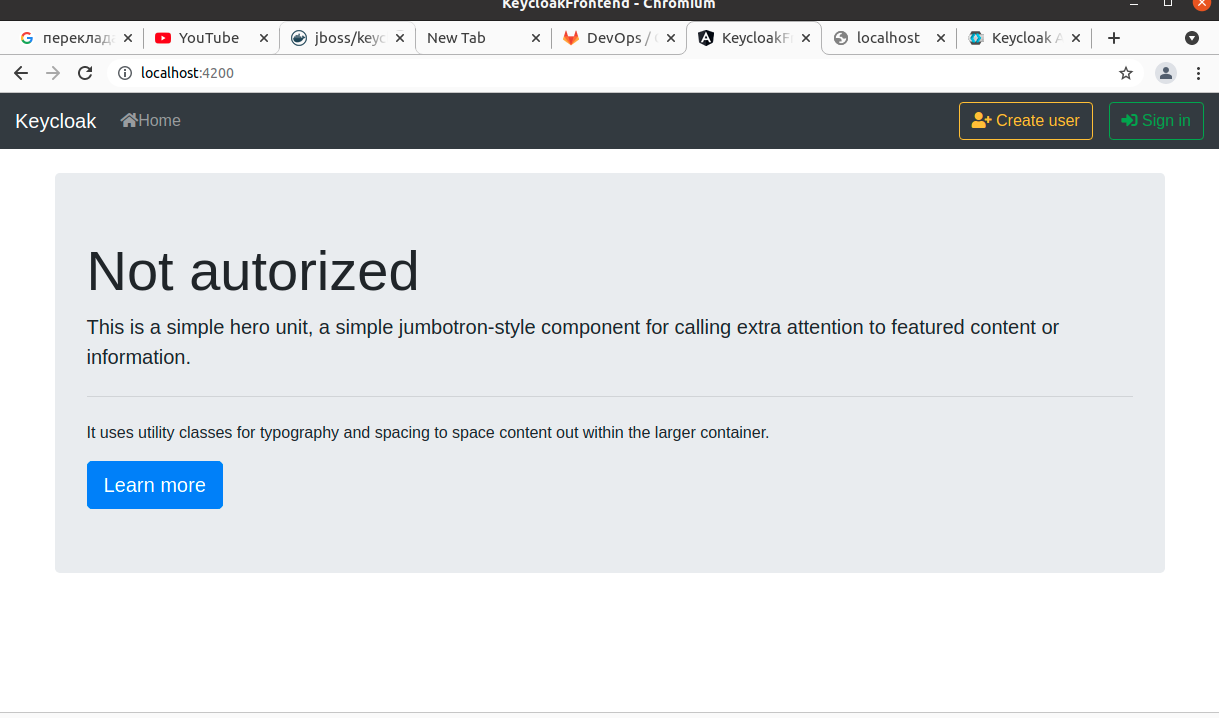 KeycloakFrontend - Chromium
переклада
YouTube
jboss/keyc
New Tab
DevOps /
KeycloakF
localhost
Keycloak A
localhost:4200
Keycloak
Home
Create user
Sign in
Not autorized
This is a simple hero unit, a simple jumbotron-style component for calling extra attention to featured content or
information.
It uses utility classes for typography and spacing to space content out within the larger container.
Learn more